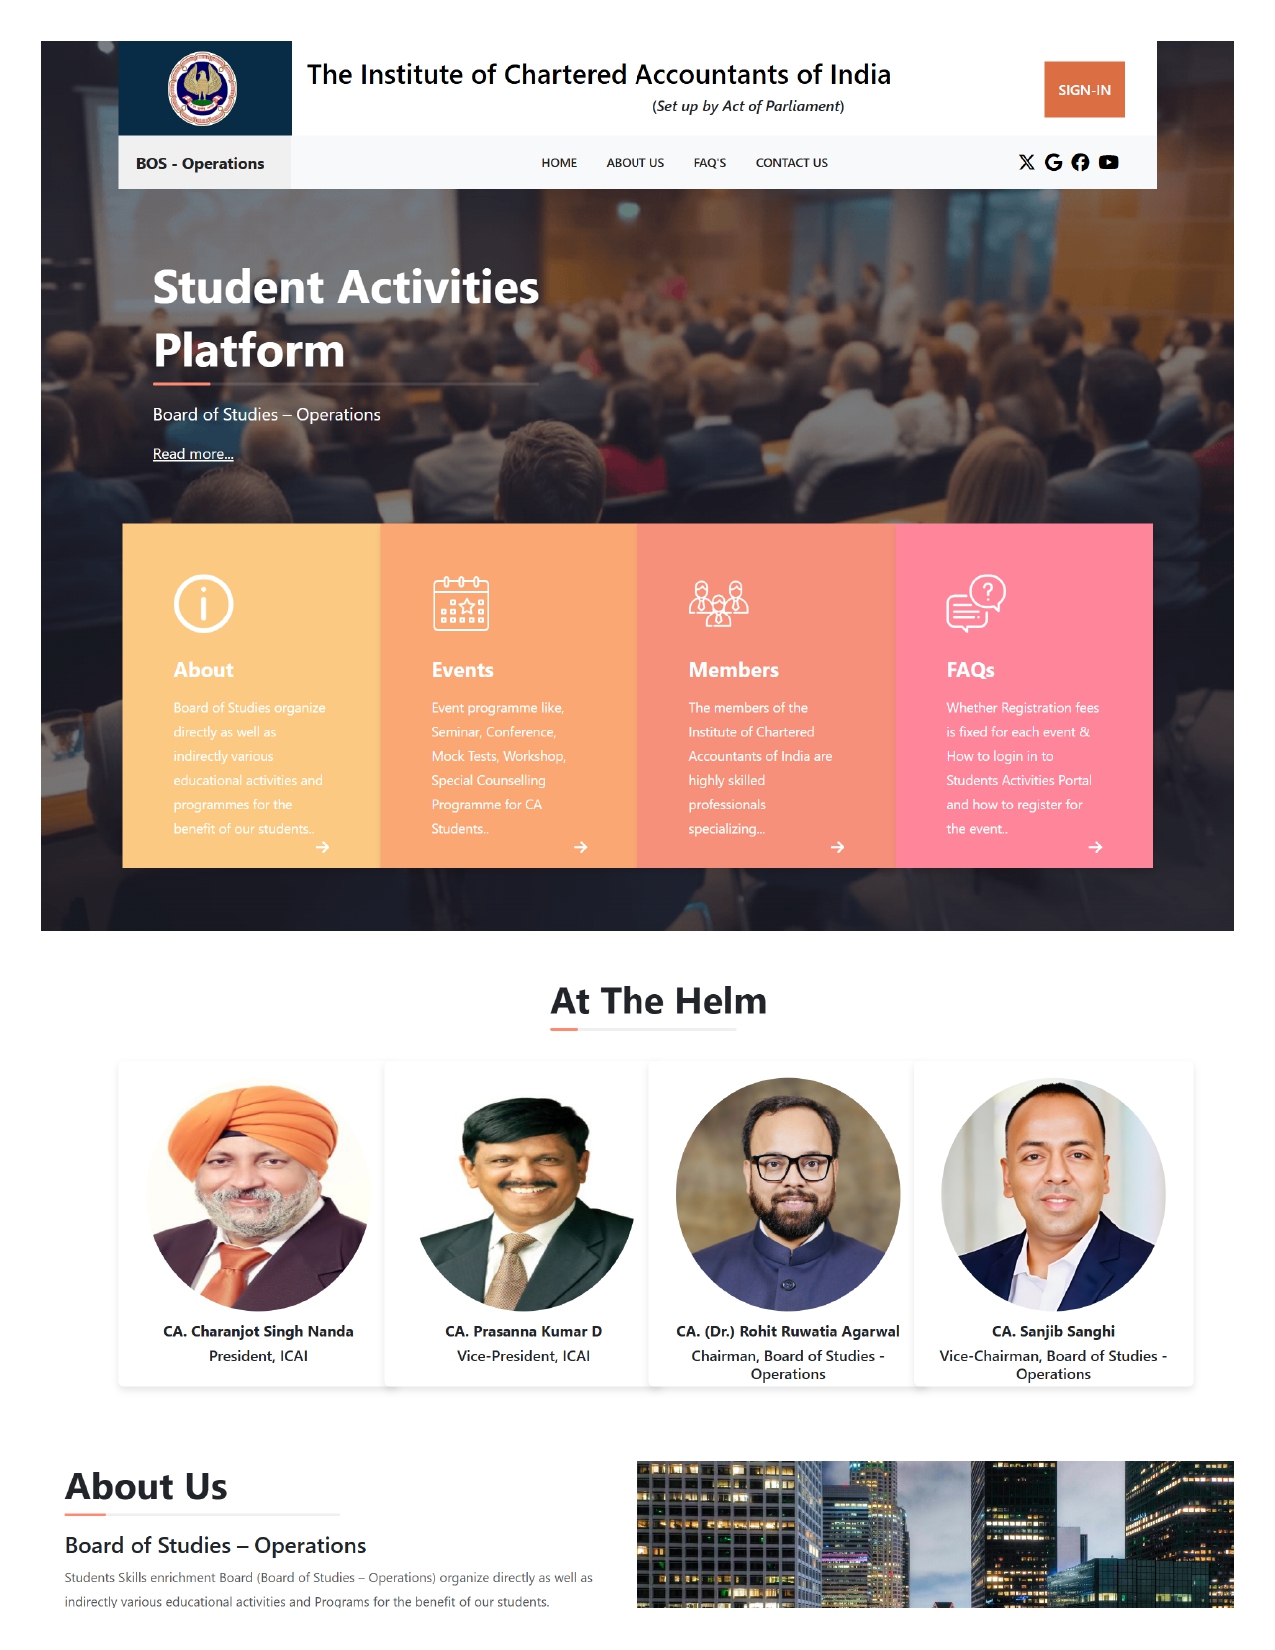 The Institute of Chartered Accountants of India
(Set up by Act of Parliament)
SIGN-IN
BOS - Operations
HOME
ABOUT US
FAQ'S
CONTACT US
Student Activities
Platform
Board of Studies – Operations
Read more...
About
Board of Studies organize
directly as well as
indirectly various
educational activities and
programmes for the
benefit of our students..
Events
Event programme like,
Seminar, Conference,
Mock Tests, Workshop,
Special Counselling
Programme for CA
Students..
Members
The members of the
Institute of Chartered
Accountants of India are
highly skilled
professionals
specializing...
FAQs
Whether Registration fees
is fixed for each event &
How to login in to
Students Activities Portal
and how to register for
the event..
At The Helm
CA. Charanjot Singh Nanda
President, ICAI
CA. Prasanna Kumar D
Vice-President, ICAI
CA. (Dr.) Rohit Ruwatia Agarwal
Chairman, Board of Studies -
Operations
CA. Sanjib Sanghi
Vice-Chairman, Board of Studies -
Operations
About Us
Board of Studies – Operations
Students Skills enrichment Board (Board of Studies – Operations) organize directly as well as
indirectly various educational activities and Programs for the benefit of our students.